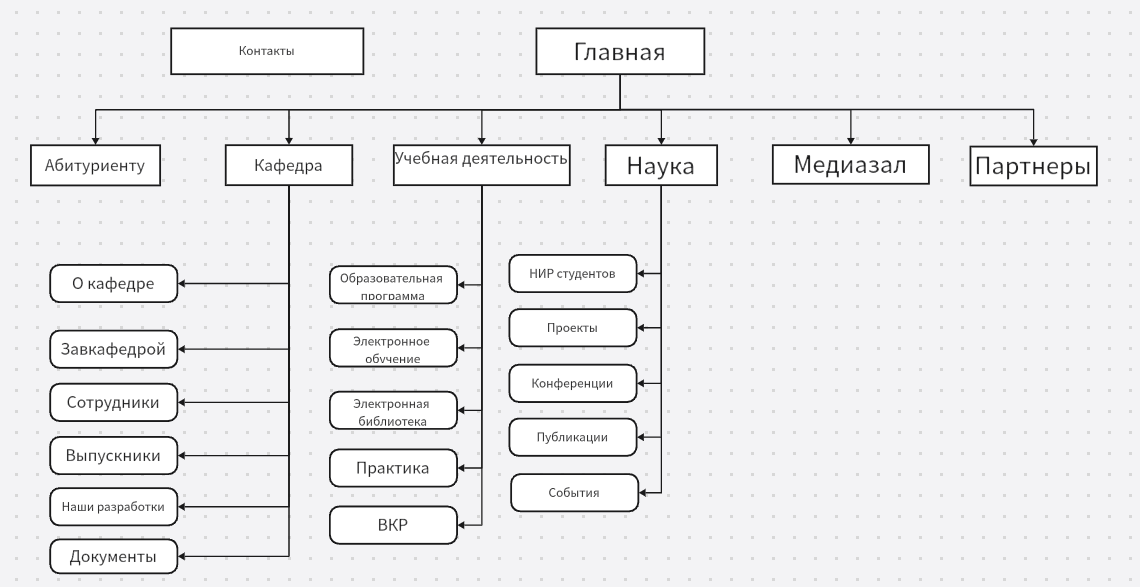 Контакты
Главная
Абитуриенту
Кафедра
Учебная деятельность
Наука
Медиазал
Партнеры
О кафедре
Завкафедрой
Сотрудники
Выпускники
Наши разработки
Документы
Образовательная
программа
Электронное
обучение
Электронная
библиотека
Практика
ВКР
НИР студентов
Проекты
Конференции
Публикации
События